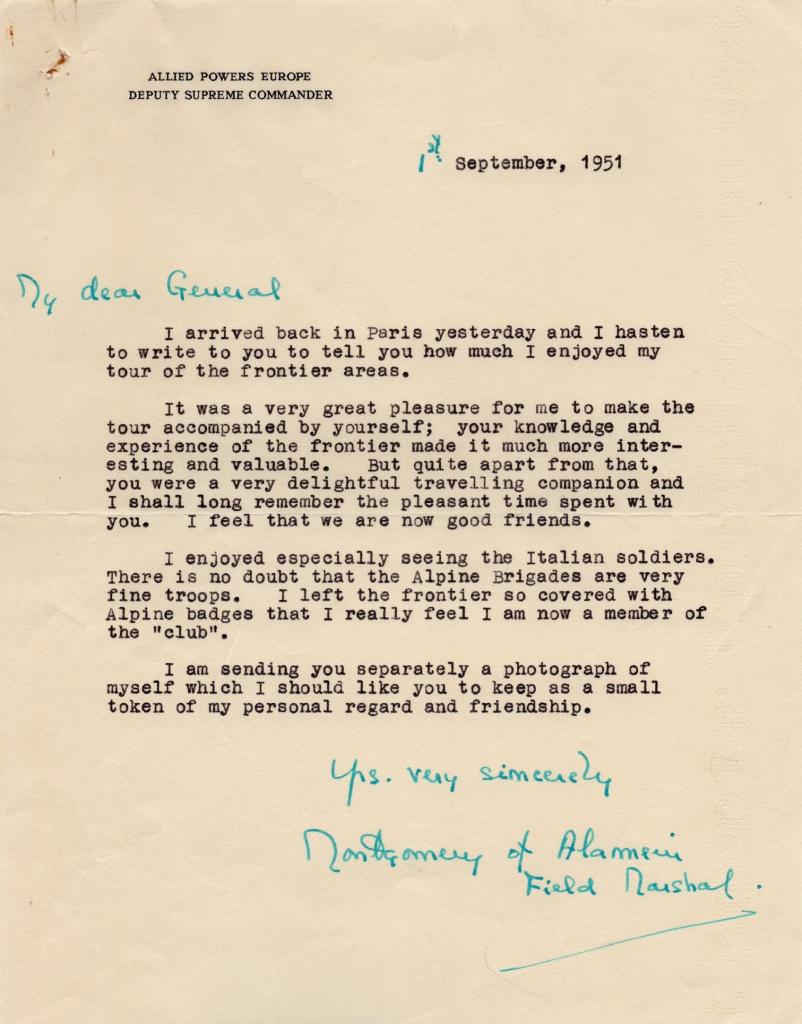 ALLIED POWERS EUROPE
DEPUTY SUPREME COMMANDER
1st September, 1951
My dear General
I arrived back in Paris yesterday and I hasten
to write to you to tell you how much I enjoyed my
tour of the frontier areas.
It was a very great pleasure for me to make the
tour accompanied by yourself; your knowledge and
experience of the frontier made it much more inter-
esting and valuable. But quite apart from that,
you were a very delightful travelling companion and
I shall long remember the pleasant time spent with
you. I feel that we are now good friends.
I enjoyed especially seeing the Italian soldiers.
There is no doubt that the Alpine Brigades are very
fine troops. I left the frontier so covered with
Alpine badges that I really feel I am now a member of
the "club".
I am sending you separately a photograph of
myself which I should like you to keep as a small
token of my personal regard and friendship.
Yrs. very sincerely
Montgomery of Alamein
Field Marshal.